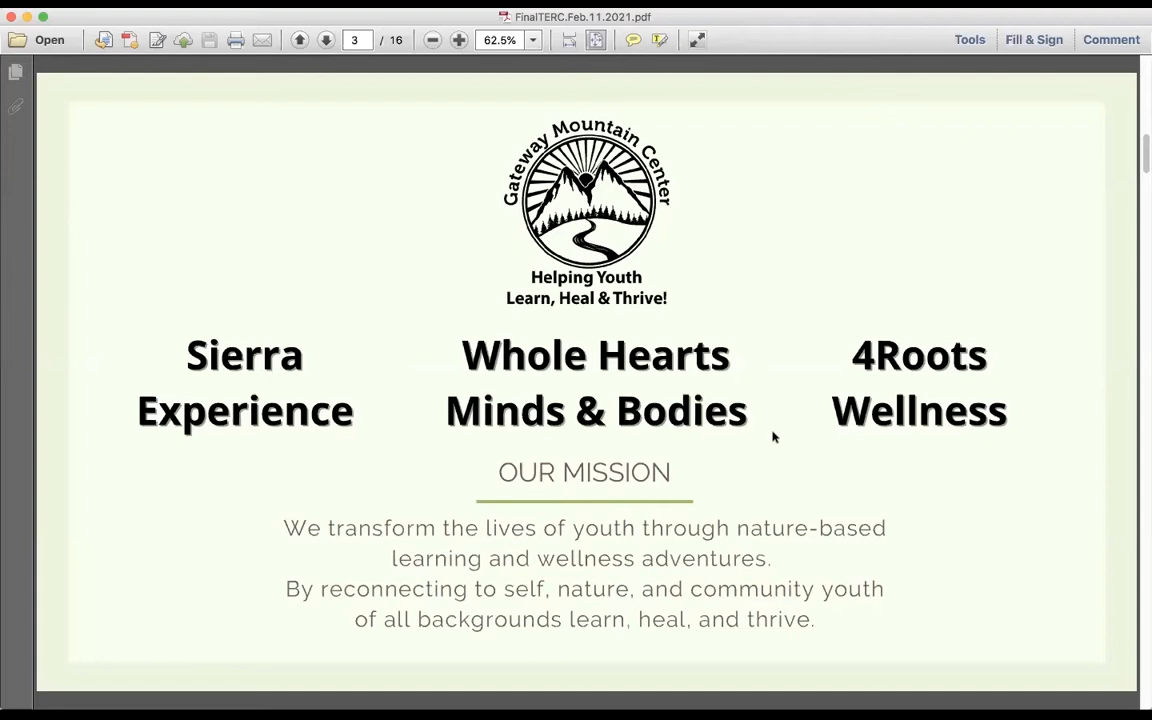 FinalTERC.Feb.11.2021.pdf
Open 3 / 16 62.5% Tools Fill & Sign Comment
Gateway Mountain Center
Helping Youth
Learn, Heal & Thrive!
Sierra Experience
Whole Hearts Minds & Bodies
4Roots Wellness
OUR MISSION
We transform the lives of youth through nature-based
learning and wellness adventures.
By reconnecting to self, nature, and community youth
of all backgrounds learn, heal, and thrive.